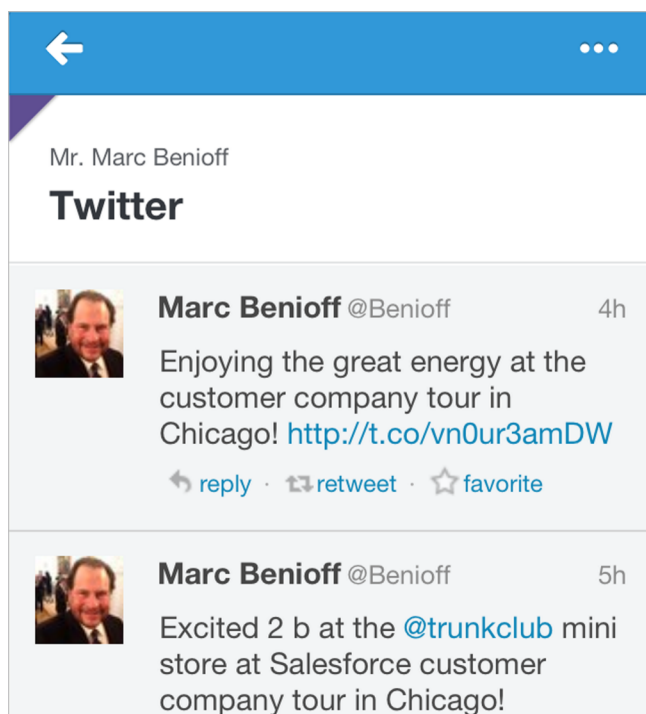 Mr. Marc Benioff
Twitter
Marc Benioff @Benioff 4h
Enjoying the great energy at the
customer company tour in
Chicago! http://t.co/vn0ur3amDW
reply · retweet · favorite
Marc Benioff @Benioff 5h
Excited 2 b at the @trunkclub mini
store at Salesforce customer
company tour in Chicago!